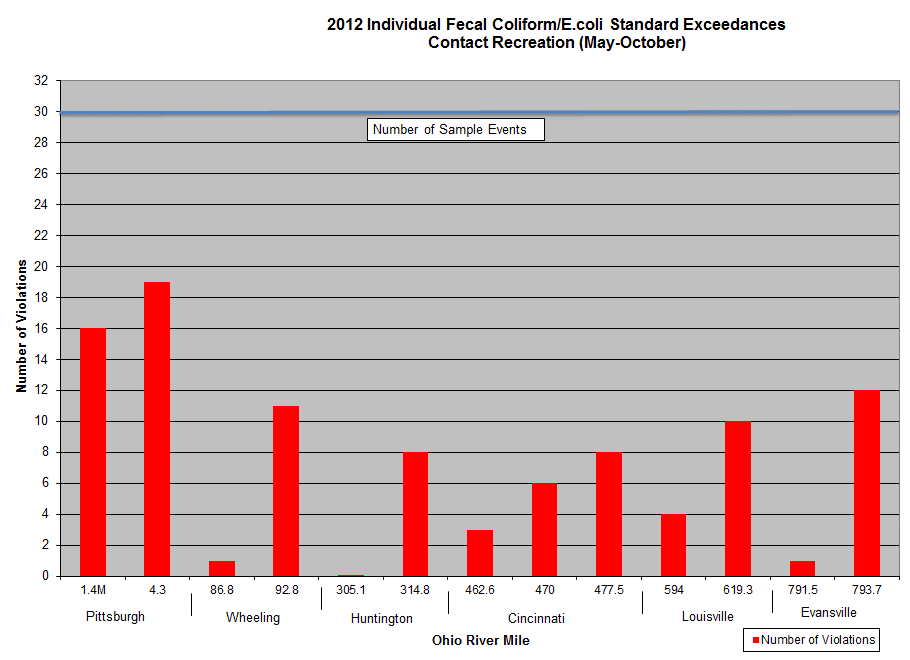 2012 Individual Fecal Coliform/E.coli Standard Exceedances
Contact Recreation (May-October)
Number of Violations
32
30
28
26
24
22
20
18
16
14
12
10
8
6
4
2
0
Number of Sample Events
1.4M 4.3 86.8 92.8 305.1 314.8 462.6 470 477.5 594 619.3 791.5 793.7
Pittsburgh Wheeling Huntington Cincinnati Louisville Evansville
Ohio River Mile
Number of Violations